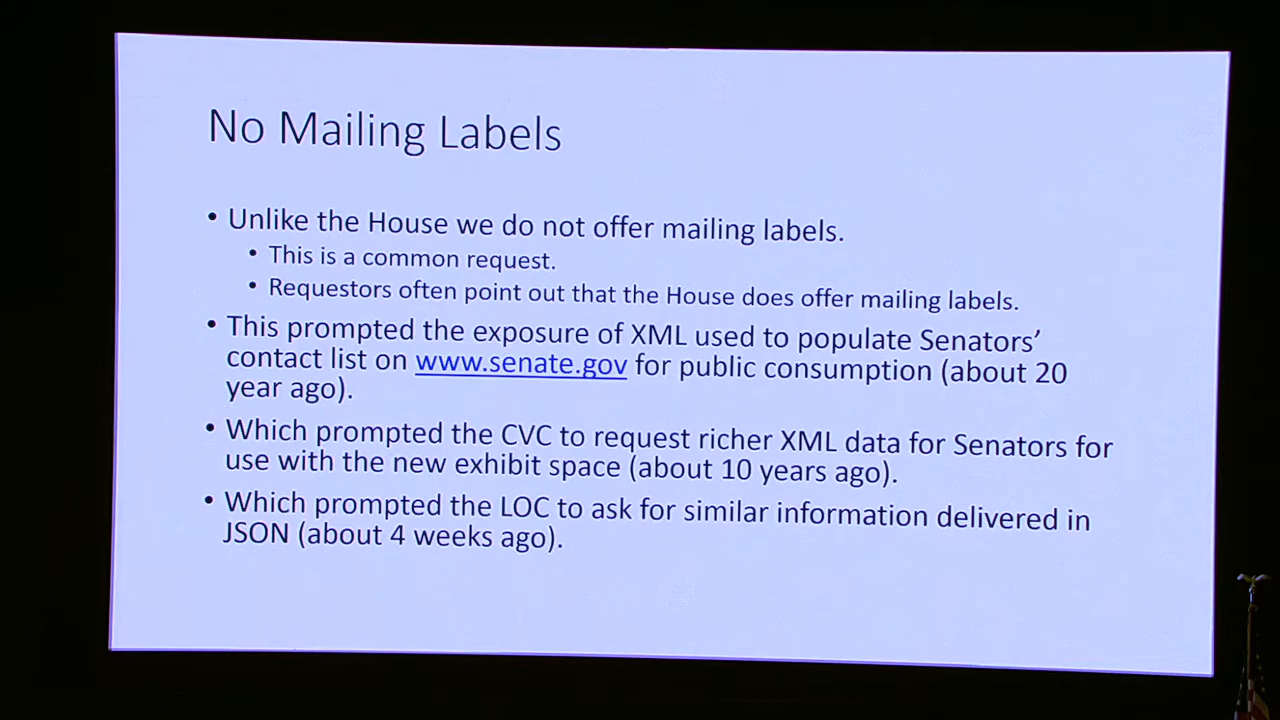 No Mailing Labels
• Unlike the House we do not offer mailing labels.
• This is a common request.
• Requestors often point out that the House does offer mailing labels.
• This prompted the exposure of XML used to populate Senators’
contact list on www.senate.gov for public consumption (about 20
year ago).
• Which prompted the CVC to request richer XML data for Senators for
use with the new exhibit space (about 10 years ago).
• Which prompted the LOC to ask for similar information delivered in
JSON (about 4 weeks ago).